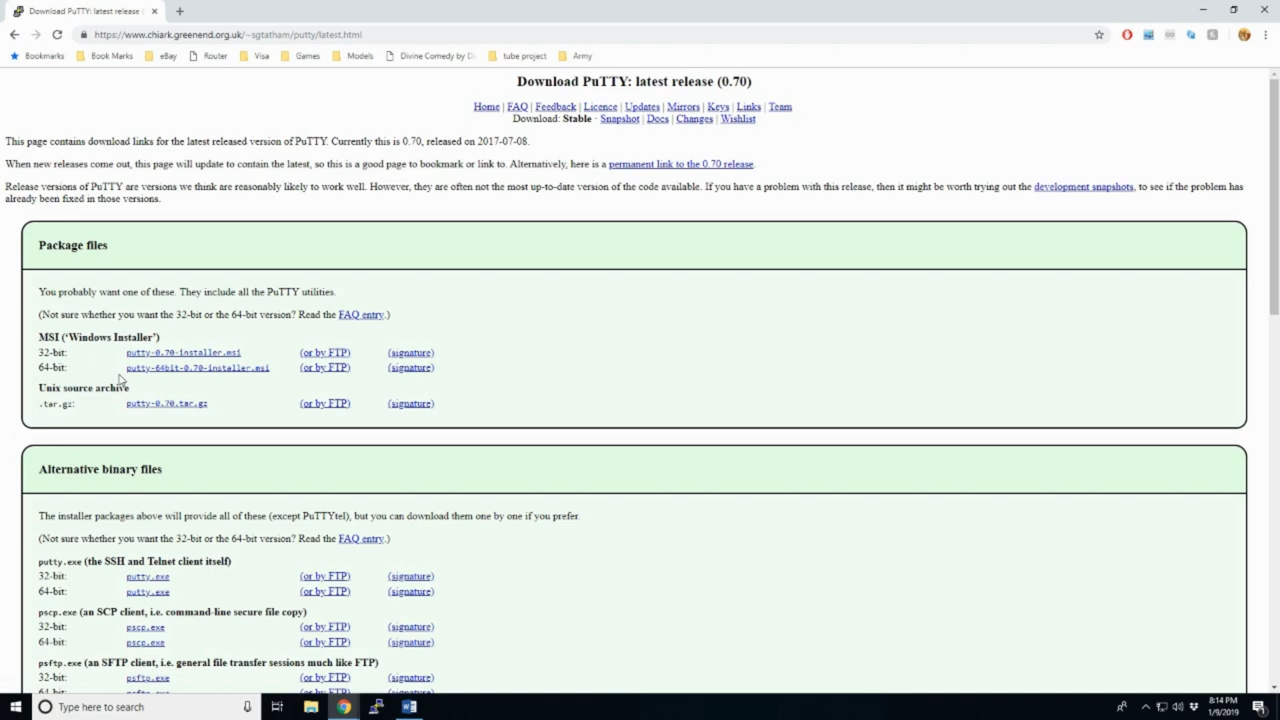 Download PuTTY: latest release
https://www.chiark.greenend.org.uk/~sgtatham/putty/latest.html
Bookmarks Book Marks eBay Router Visa Games Models Divine Comedy by D tube project Army
Download PuTTY: latest release (0.70)
Home | FAQ | Feedback | Licence | Updates | Mirrors | Keys | Links | Team
Download: Stable · Snapshot | Docs | Changes | Wishlist
This page contains download links for the latest released version of PuTTY. Currently this is 0.70, released on 2017-07-08.
When new releases come out, this page will update to contain the latest, so this is a good page to bookmark or link to. Alternatively, here is a permanent link to the 0.70 release.
Release versions of PuTTY are versions we think are reasonably likely to work well. However, they are often not the most up-to-date version of the code available. If you have a problem with this release, then it might be worth trying out the development snapshots, to see if the problem has
already been fixed in those versions.
Package files
You probably want one of these. They include all the PuTTY utilities.
(Not sure whether you want the 32-bit or the 64-bit version? Read the FAQ entry.)
MSI (‘Windows Installer’)
32-bit: putty-0.70-installer.msi (or by FTP) (signature)
64-bit: putty-64bit-0.70-installer.msi (or by FTP) (signature)
Unix source archive
.tar.gz: putty-0.70.tar.gz (or by FTP) (signature)
Alternative binary files
The installer packages above will provide all of these (except PuTTYtel), but you can download them one by one if you prefer.
(Not sure whether you want the 32-bit or the 64-bit version? Read the FAQ entry.)
putty.exe (the SSH and Telnet client itself)
32-bit: putty.exe (or by FTP) (signature)
64-bit: putty.exe (or by FTP) (signature)
pscp.exe (an SCP client, i.e. command-line secure file copy)
32-bit: pscp.exe (or by FTP) (signature)
64-bit: pscp.exe (or by FTP) (signature)
psftp.exe (an SFTP client, i.e. general file transfer sessions much like FTP)
32-bit: psftp.exe (or by FTP) (signature)
64-bit: psftp.exe (or by FTP) (signature)
Type here to search
8:14 PM
1/9/2019